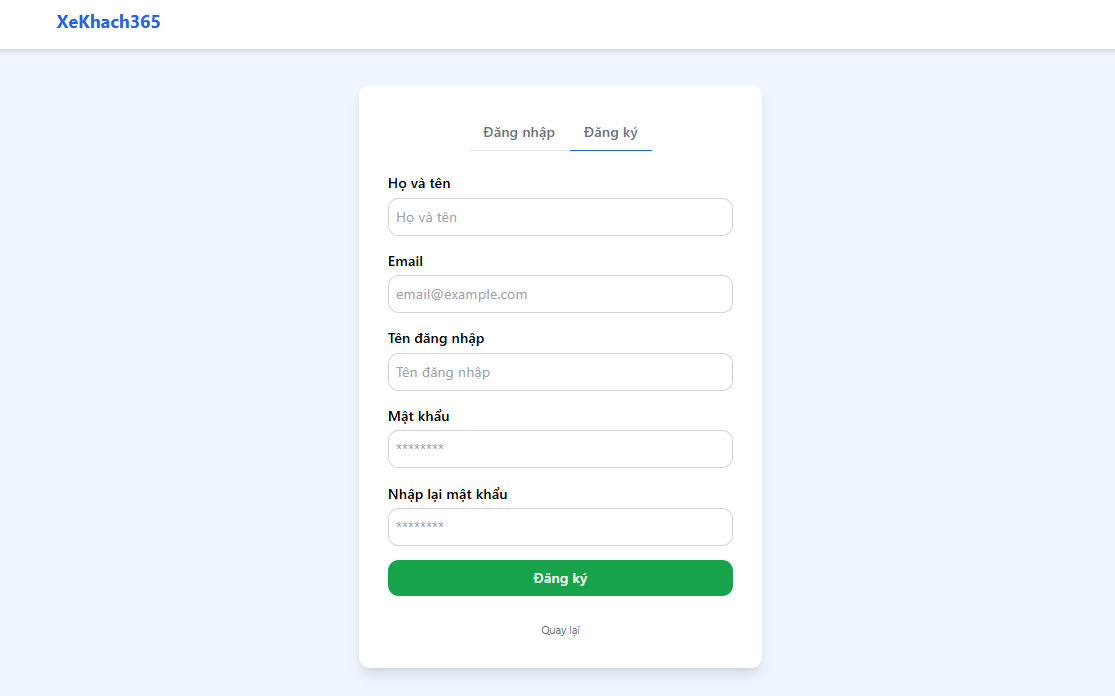 XeKhach365
Đăng nhập Đăng ký
Họ và tên
Họ và tên
Email
email@example.com
Tên đăng nhập
Tên đăng nhập
Mật khẩu
********
Nhập lại mật khẩu
********
Đăng ký
Quay lại